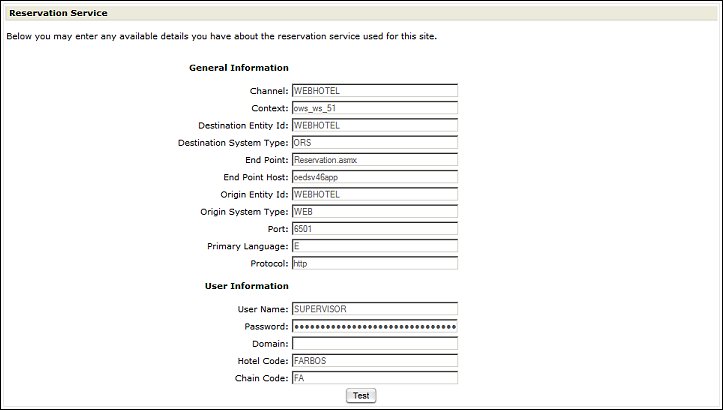 Reservation Service
Below you may enter any available details you have about the reservation service used for this site.
General Information
Channel: WEBHOTEL
Context: ows_ws_51
Destination Entity Id: WEBHOTEL
Destination System Type: ORS
End Point: Reservation.asmx
End Point Host: oedsv46app
Origin Entity Id: WEBHOTEL
Origin System Type: WEB
Port: 6501
Primary Language: E
Protocol: http
User Information
User Name: SUPERVISOR
Password: ●●●●●●●●●●●●●●●●●●●●●●●●●●●●●●●
Domain:
Hotel Code: FARBOS
Chain Code: FA
Test